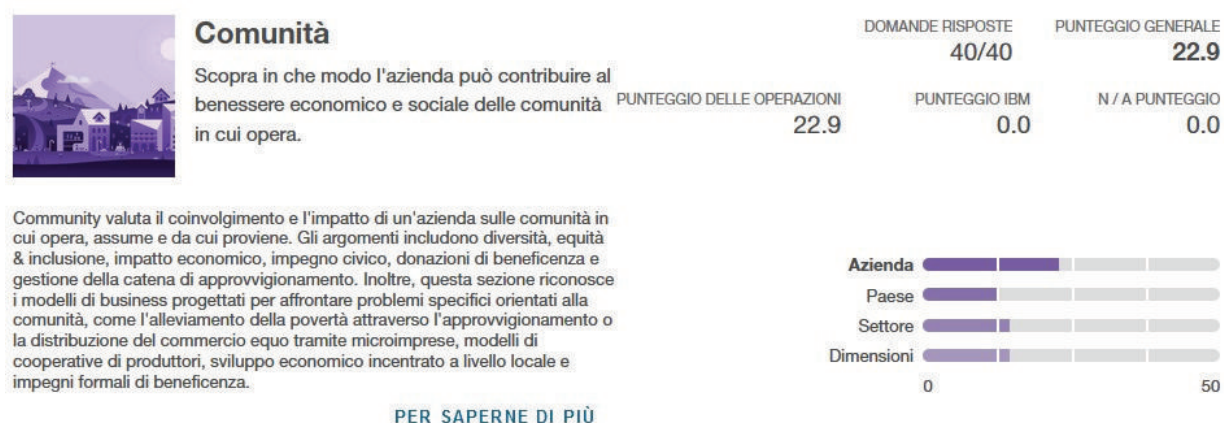 Comunità
Scopra in che modo l'azienda può contribuire al
benessere economico e sociale delle comunità
in cui opera.
DOMANDE RISPOSTE
40/40
PUNTEGGIO GENERALE
22.9
PUNTEGGIO DELLE OPERAZIONI
22.9
PUNTEGGIO IBM
0.0
N / A PUNTEGGIO
0.0
Community valuta il coinvolgimento e l'impatto di un'azienda sulle comunità in
cui opera, assume e da cui proviene. Gli argomenti includono diversità, equità
& inclusione, impatto economico, impegno civico, donazioni di beneficenza e
gestione della catena di approvvigionamento. Inoltre, questa sezione riconosce
i modelli di business progettati per affrontare problemi specifici orientati alla
comunità, come l'alleviamento della povertà attraverso l'approvvigionamento o
la distribuzione del commercio equo tramite microimprese, modelli di
cooperative di produttori, sviluppo economico incentrato a livello locale e
impegni formali di beneficenza.
PER SAPERNE DI PIÙ
Azienda
Paese
Settore
Dimensioni
0
50